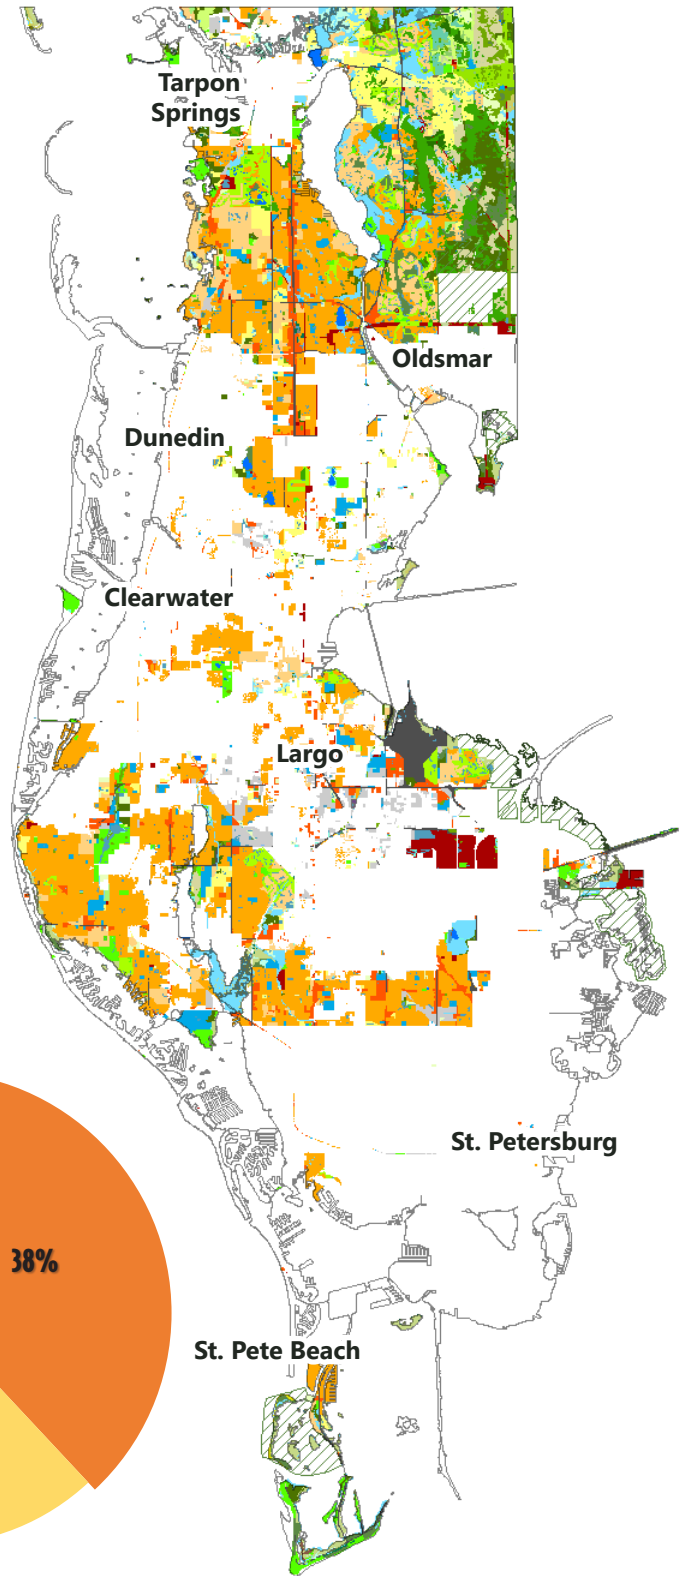 Tarpon
Springs
Oldsmar
Dunedin
Clearwater
Largo
St. Petersburg
38%
St. Pete Beach